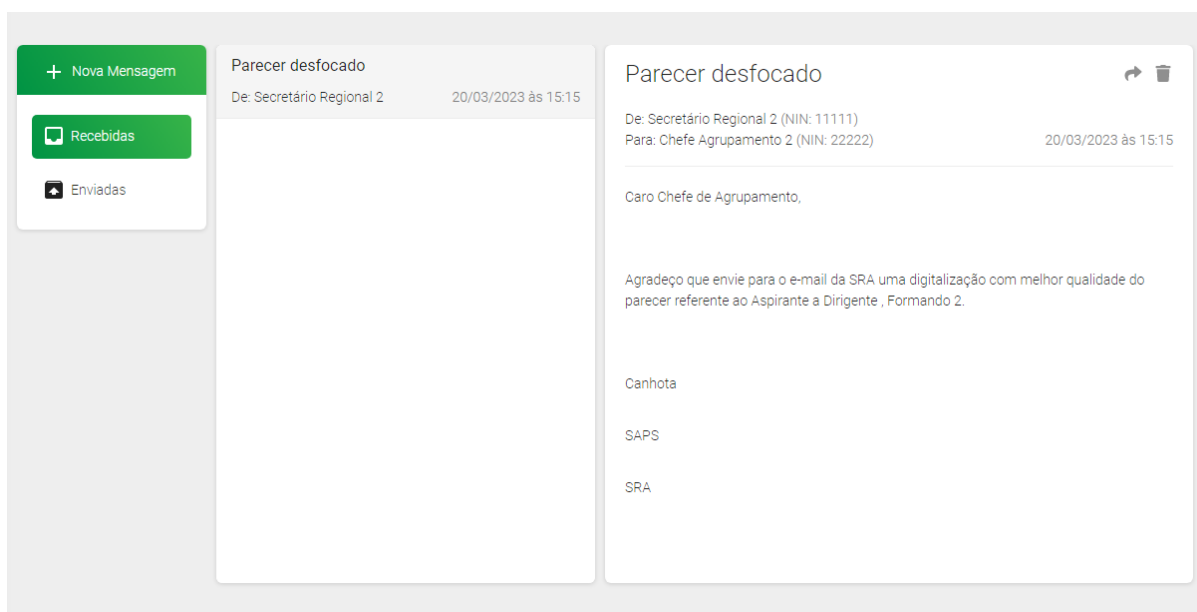 Nova Mensagem
Recebidas
Enviadas
Parecer desfocado
De: Secretário Regional 2 20/03/2023 às 15:15
Parecer desfocado
De: Secretário Regional 2 (NIN: 11111)
Para: Chefe Agrupamento 2 (NIN: 22222) 20/03/2023 às 15:15
Caro Chefe de Agrupamento,
Agradeço que envie para o e-mail da SRA uma digitalização com melhor qualidade do
parecer referente ao Aspirante a Dirigente , Formando 2.
Canhota
SAPS
SRA